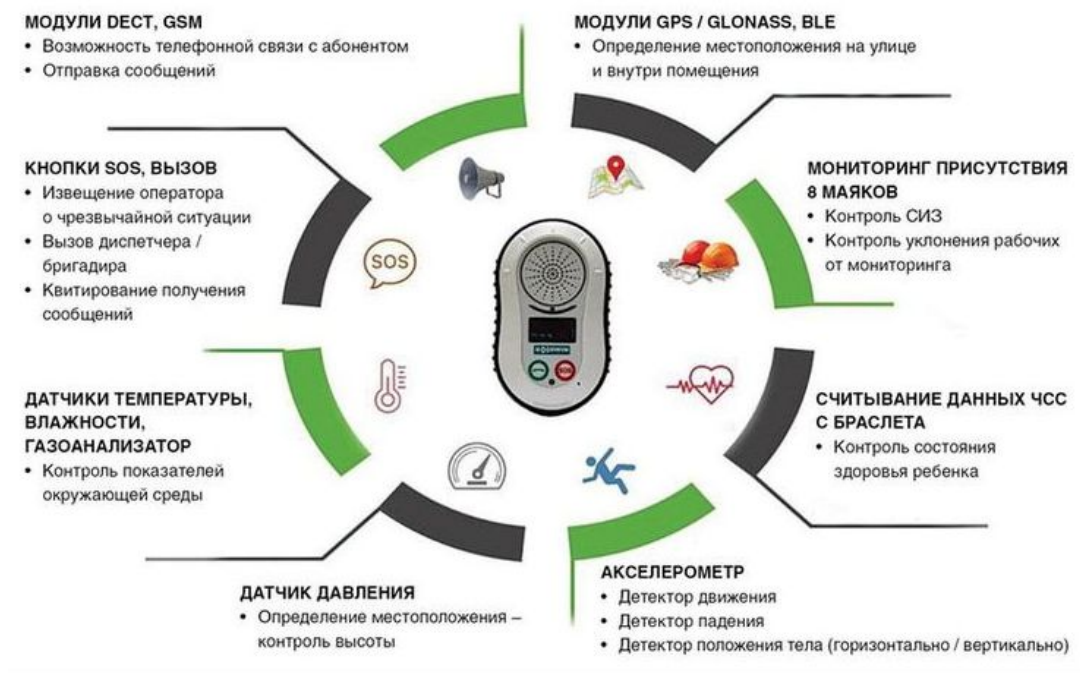 МОДУЛИ DECT, GSM
• Возможность телефонной связи с абонентом
• Отправка сообщений
МОДУЛИ GPS / GLONASS, BLE
• Определение местоположения на улице
и внутри помещения
КНОПКИ SOS, ВЫЗОВ
• Извещение оператора
о чрезвычайной ситуации
• Вызов диспетчера /
бригадира
• Квитирование получения
сообщений
МОНИТОРИНГ ПРИСУТСТВИЯ
8 МАЯКОВ
• Контроль СИЗ
• Контроль уклонения рабочих
от мониторинга
SOS
ДАТЧИКИ ТЕМПЕРАТУРЫ,
ВЛАЖНОСТИ,
ГАЗОАНАЛИЗАТОР
• Контроль показателей
окружающей среды
СЧИТЫВАНИЕ ДАННЫХ ЧСС
С БРАСЛЕТА
• Контроль состояния
здоровья ребенка
ДАТЧИК ДАВЛЕНИЯ
• Определение местоположения –
контроль высоты
АКСЕЛЕРОМЕТР
• Детектор движения
• Детектор падения
• Детектор положения тела (горизонтально / вертикально)